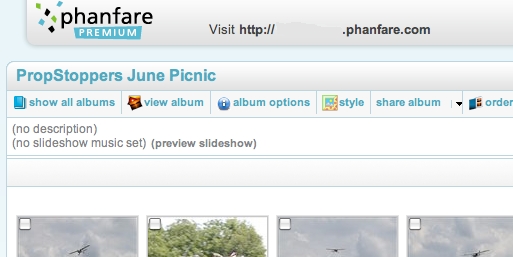 phanfare
PREMIUM
Visit http:// .phanfare.com
PropStoppers June Picnic
show all albums view album album options style share album order
(no description)
(no slideshow music set) (preview slideshow)